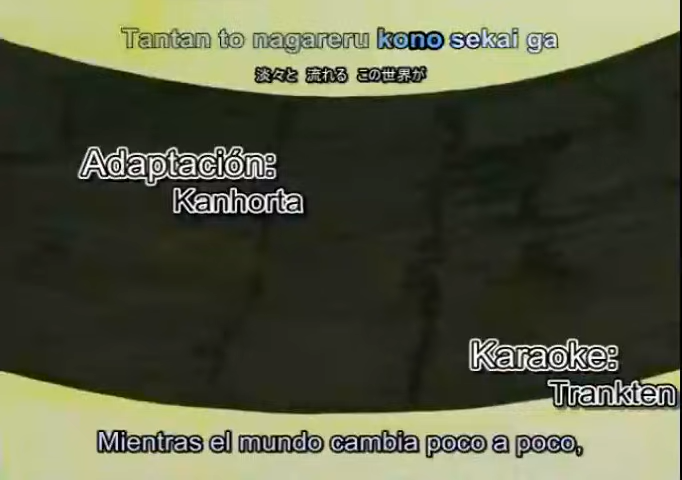 Tantan to nagareru kono sekai ga
淡々と 流れる この世界が
Adaptación:
Kanhorta
Karaoke:
Trankten
Mientras el mundo cambia poco a poco,